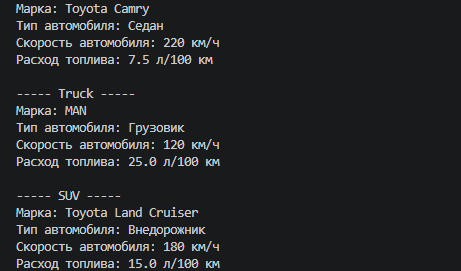 Марка: Toyota Camry
Тип автомобиля: Седан
Скорость автомобиля: 220 км/ч
Расход топлива: 7.5 л/100 км
----- Truck -----
Марка: MAN
Тип автомобиля: Грузовик
Скорость автомобиля: 120 км/ч
Расход топлива: 25.0 л/100 км
----- SUV -----
Марка: Toyota Land Cruiser
Тип автомобиля: Внедорожник
Скорость автомобиля: 180 км/ч
Расход топлива: 15.0 л/100 км